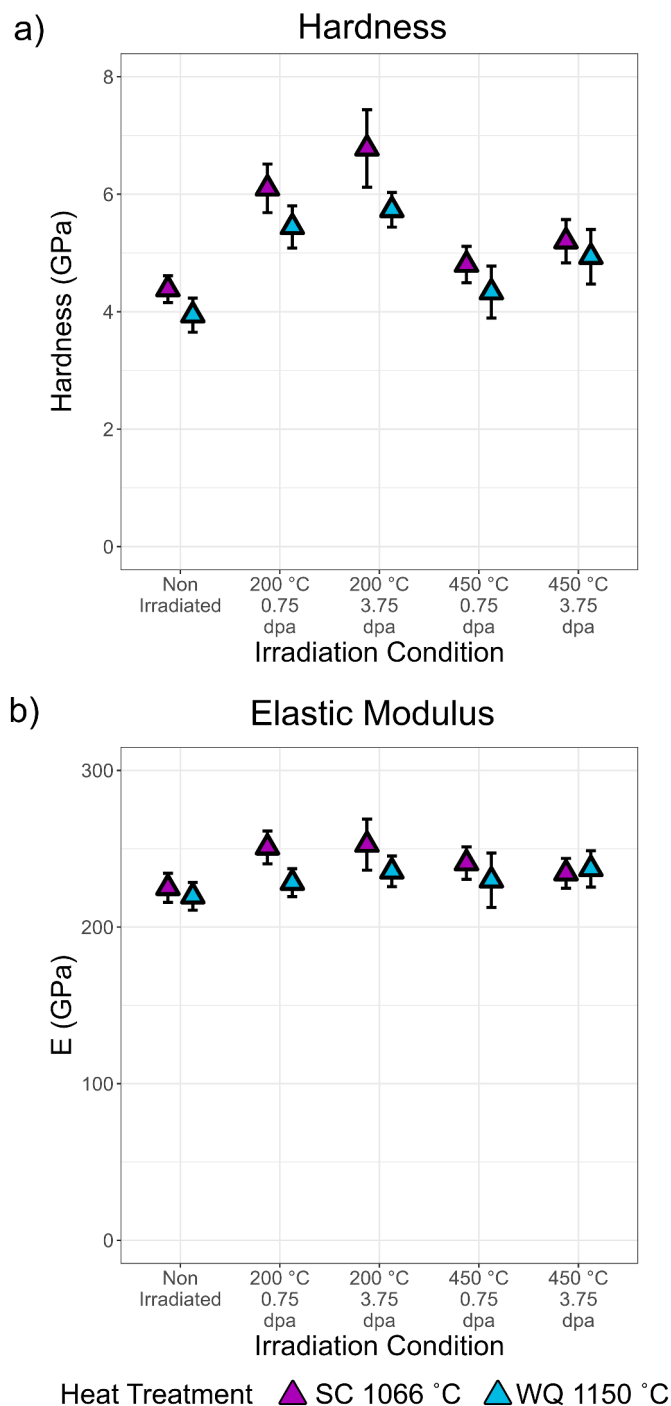 a)
Hardness
8
6
4
2
0
Hardness (GPa)
Non 200 °C 200 °C 450 °C 450 °C
Irradiated 0.75 3.75 0.75 3.75
dpa dpa dpa dpa
Irradiation Condition
b)
Elastic Modulus
300
200
100
0
E (GPa)
Non 200 °C 200 °C 450 °C 450 °C
Irradiated 0.75 3.75 0.75 3.75
dpa dpa dpa dpa
Irradiation Condition
Heat Treatment SC 1066 ˚C WQ 1150 ˚C